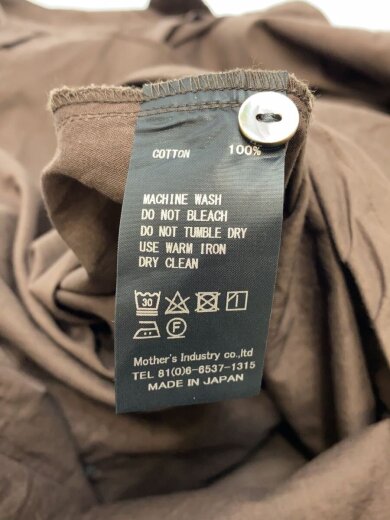 COTTON 100%
MACHINE WASH
DO NOT BLEACH
DO NOT TUMBLE DRY
USE WARM IRON
DRY CLEAN
30
F
Mother's Industry co.,ltd
TEL 81(0)6-6537-1315
MADE IN JAPAN